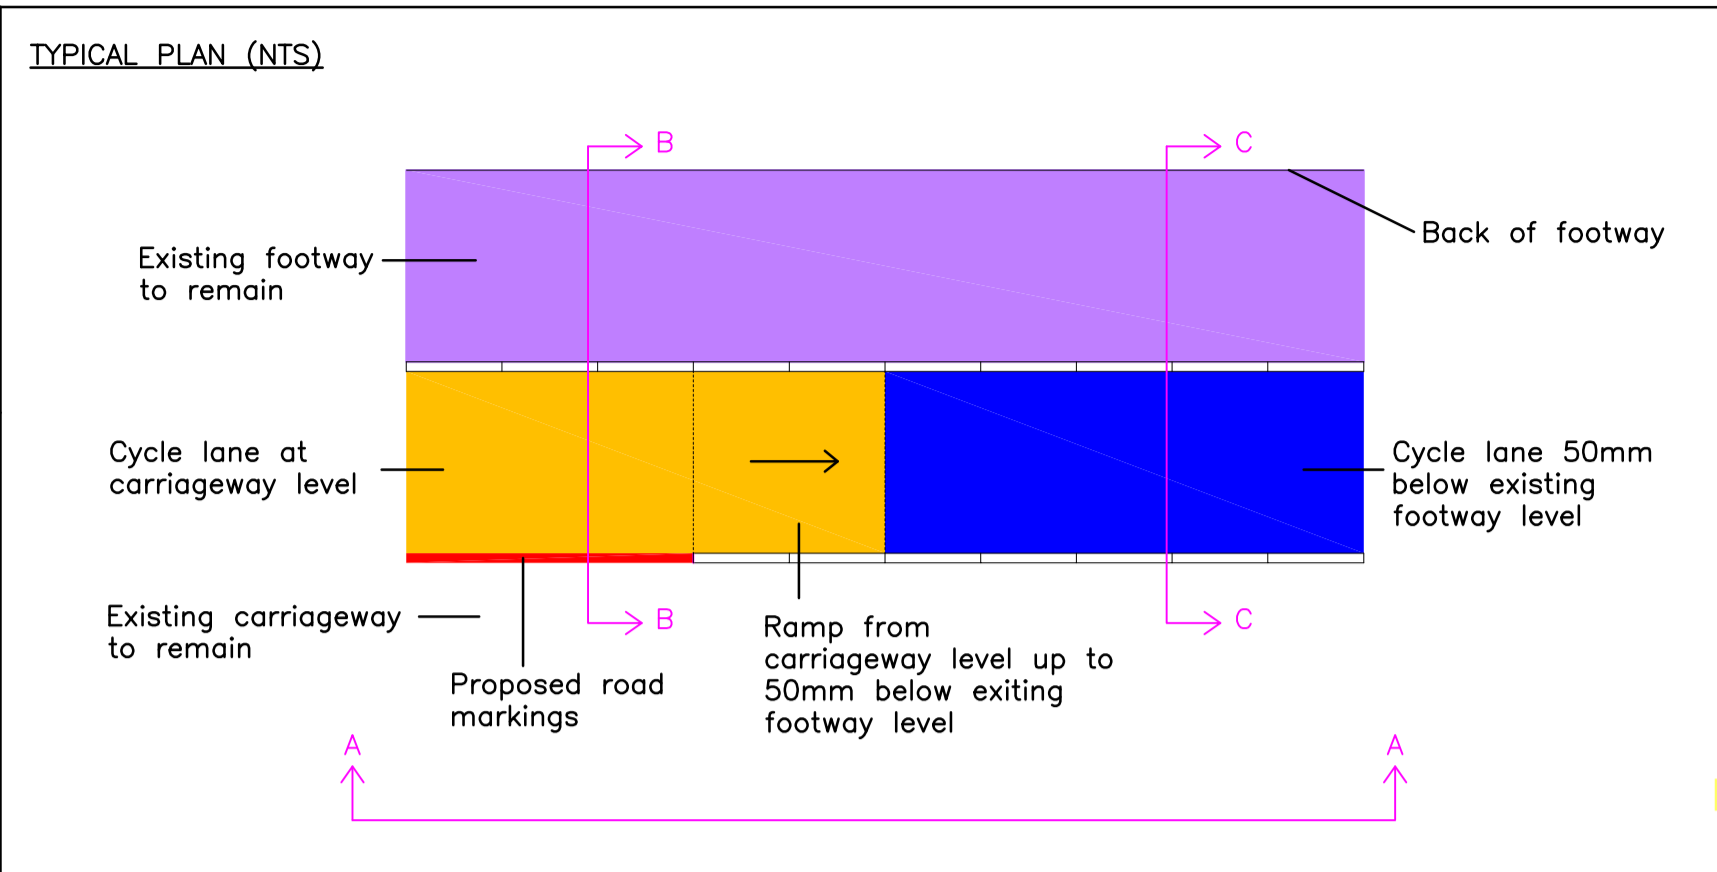 TYPICAL PLAN (NTS)
B
C
Back of footway
Existing footway
to remain
Cycle lane at
carriageway level
Cycle lane 50mm
below existing
footway level
Existing carriageway
to remain
B
C
Ramp from
carriageway level up to
50mm below exiting
footway level
Proposed road
markings
A
A